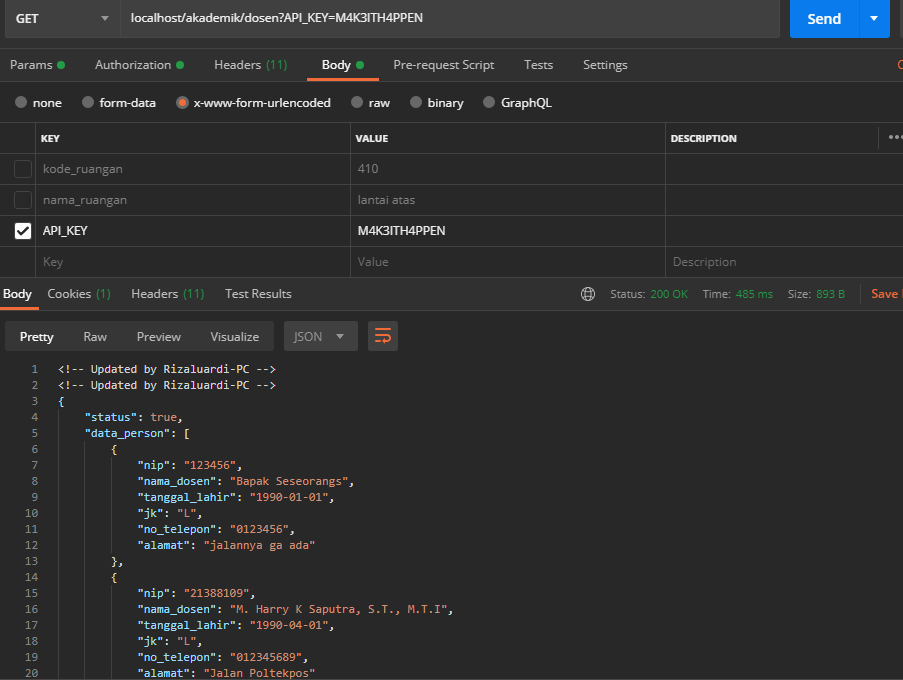 GET localhost/akademik/dosen?API_KEY=M4K3ITH4PPEN Send
Params Authorization Headers (11) Body Pre-request Script Tests Settings
none form-data x-www-form-urlencoded raw binary GraphQL
KEY VALUE DESCRIPTION
kode_ruangan 410
nama_ruangan lantai atas
API_KEY M4K3ITH4PPEN
Key Value Description
Body Cookies (1) Headers (11) Test Results Status: 200 OK Time: 485 ms Size: 893 B Save
Pretty Raw Preview Visualize JSON
1 <!-- Updated by Rizaluardi-PC -->
2 <!-- Updated by Rizaluardi-PC -->
3 {
4 "status": true,
5 "data_person": [
6 {
7 "nip": "123456",
8 "nama_dosen": "Bapak Seseorangs",
9 "tanggal_lahir": "1990-01-01",
10 "jk": "L",
11 "no_telepon": "0123456",
12 "alamat": "jalannya ga ada"
13 },
14 {
15 "nip": "21388109",
16 "nama_dosen": "M. Harry K Saputra, S.T., M.T.I",
17 "tanggal_lahir": "1990-04-01",
18 "jk": "L",
19 "no_telepon": "012345689",
20 "alamat": "Jalan Poltekpos"